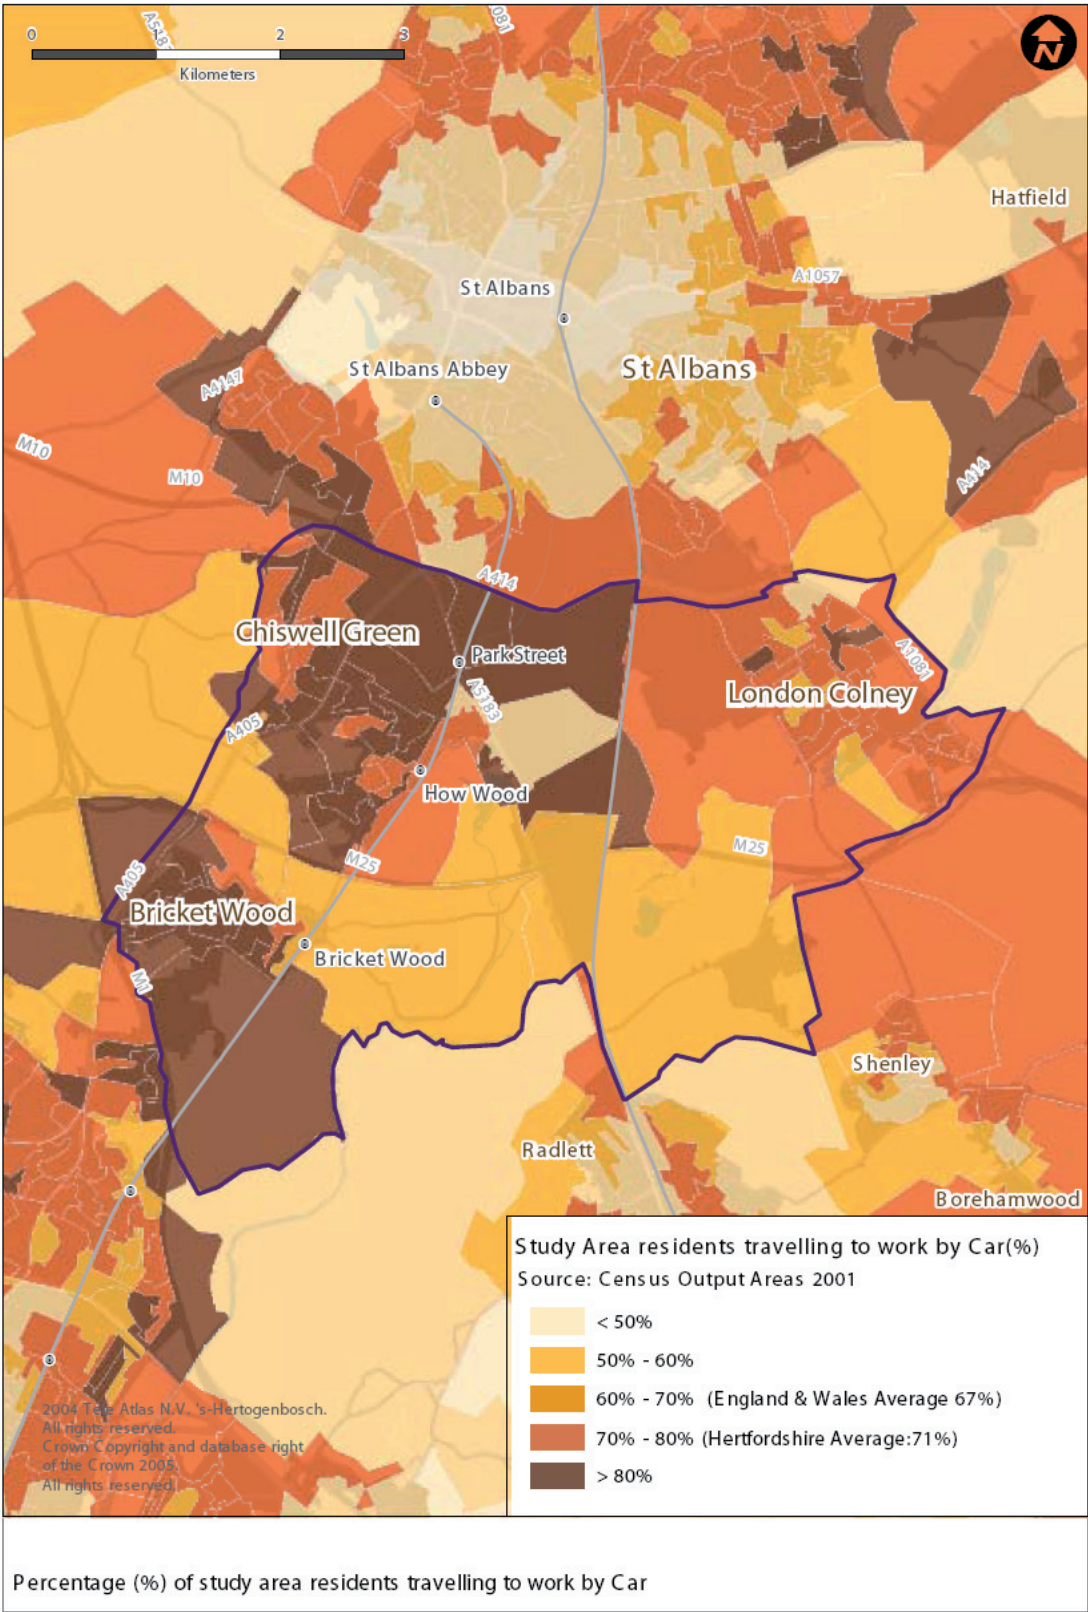 0 1 2 3
Kilometers
A5183
1081
N
Hatfield
A1057
St Albans
St Albans Abbey
St Albans
A4147
M10
M10
A414
A414
Chiswell Green
Park Street
A5183
A1081
London Colney
A405
How Wood
M25
M25
A405
Bricket Wood
Bricket Wood
M1
Shenley
Radlett
Borehamwood
Study Area residents travelling to work by Car(%)
Source: Census Output Areas 2001
< 50%
50% - 60%
60% - 70% (England & Wales Average 67%)
70% - 80% (Hertfordshire Average:71%)
> 80%
2004 Tele Atlas N.V. 's-Hertogenbosch.
All rights reserved.
Crown Copyright and database right
of the Crown 2005.
All rights reserved.
Percentage (%) of study area residents travelling to work by Car